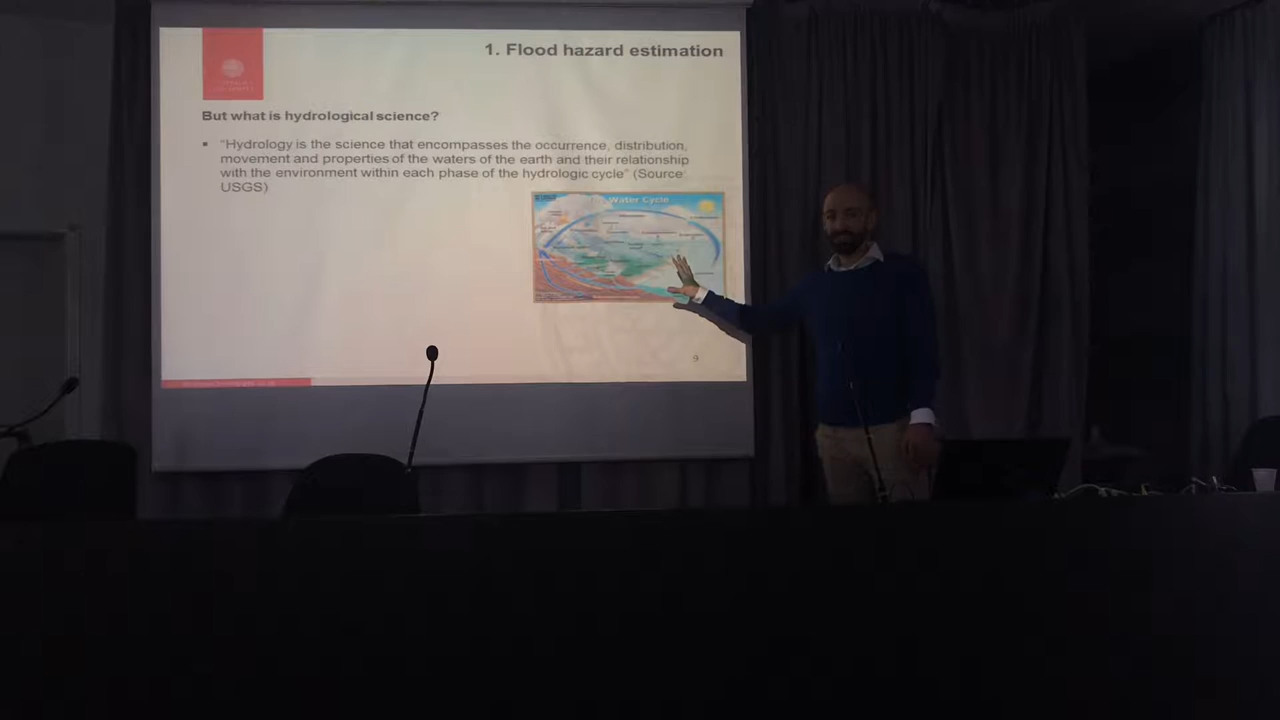 1. Flood hazard estimation
But what is hydrological science?
▪ “Hydrology is the science that encompasses the occurrence, distribution,
movement and properties of the waters of the earth and their relationship
with the environment within each phase of the hydrologic cycle” (Source:
USGS)
Water Cycle
9